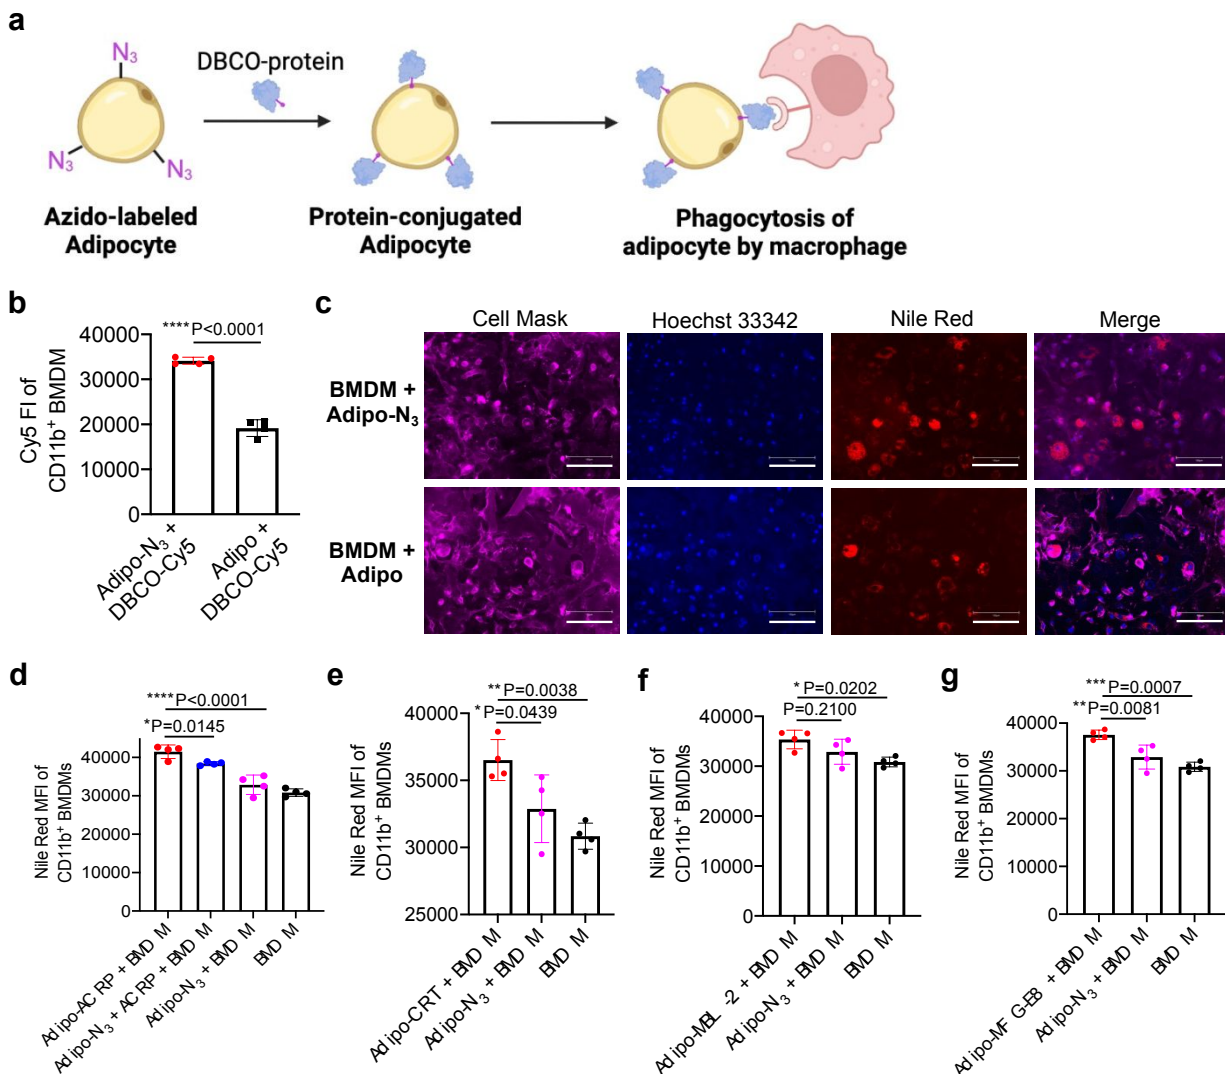 a
N3
N3
N3
DBCO-protein
Azido-labeled
Adipocyte
Protein-conjugated
Adipocyte
Phagocytosis of
adipocyte by macrophage
b
****P<0.0001
Cy5 FI of
CD11b+ BMDM
40000
30000
20000
10000
0
Adipo-N3 +
DBCO-Cy5
Adipo +
DBCO-Cy5
c
Cell Mask
Hoechst 33342
Nile Red
Merge
BMDM +
Adipo-N3
BMDM +
Adipo
d
****P<0.0001
*P=0.0145
Nile Red MFI of
CD11b+ BMDMs
40000
30000
40000
10000
0
Adipo-ACRP + BMDM
Adipo-N3 + ACRP + BMDM
Adipo-N3 + BMDM
BMDM
e
**P=0.0038
*P=0.0439
Nile Red MFI of
CD11b+ BMDMs
40000
35000
30000
25000
Adipo-CRT + BMDM
Adipo-N3 + BMDM
BMDM
f
*P=0.0202
P=0.2100
Nile Red MFI of
CD11b+ BMDMs
40000
30000
20000
10000
0
Adipo-MBL-2 + BMDM
Adipo-N3 + BMDM
BMDM
g
***P=0.0007
**P=0.0081
Nile Red MFI of
CD11b+ BMDMs
40000
30000
20000
10000
0
Adipo-MFG-E8 + BMDM
Adipo-N3 + BMDM
BMDM